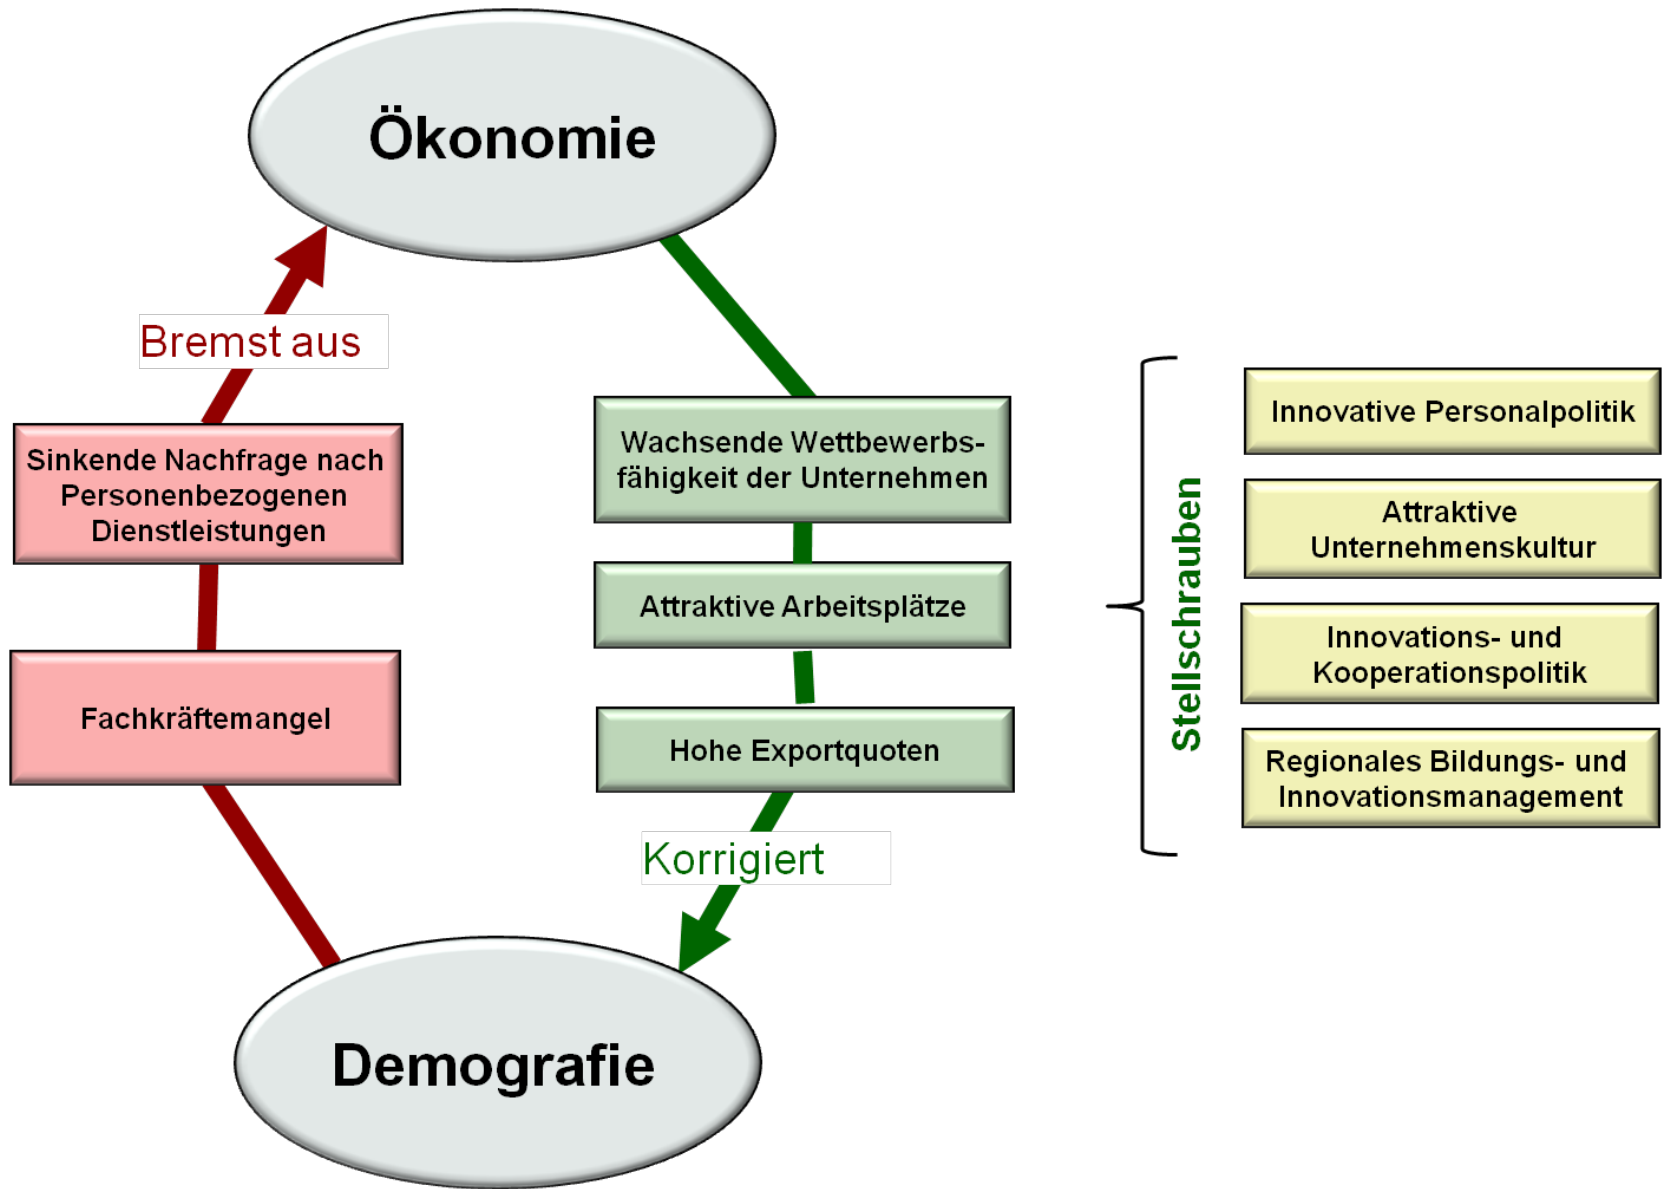 Ökonomie
Bremst aus
Sinkende Nachfrage nach
Personenbezogenen
Dienstleistungen
Fachkräftemangel
Wachsende Wettbewerbs-
fähigkeit der Unternehmen
Attraktive Arbeitsplätze
Hohe Exportquoten
Korrigiert
Demografie
Stellschrauben
Innovative Personalpolitik
Attraktive
Unternehmenskultur
Innovations- und
Kooperationspolitik
Regionales Bildungs- und
Innovationsmanagement